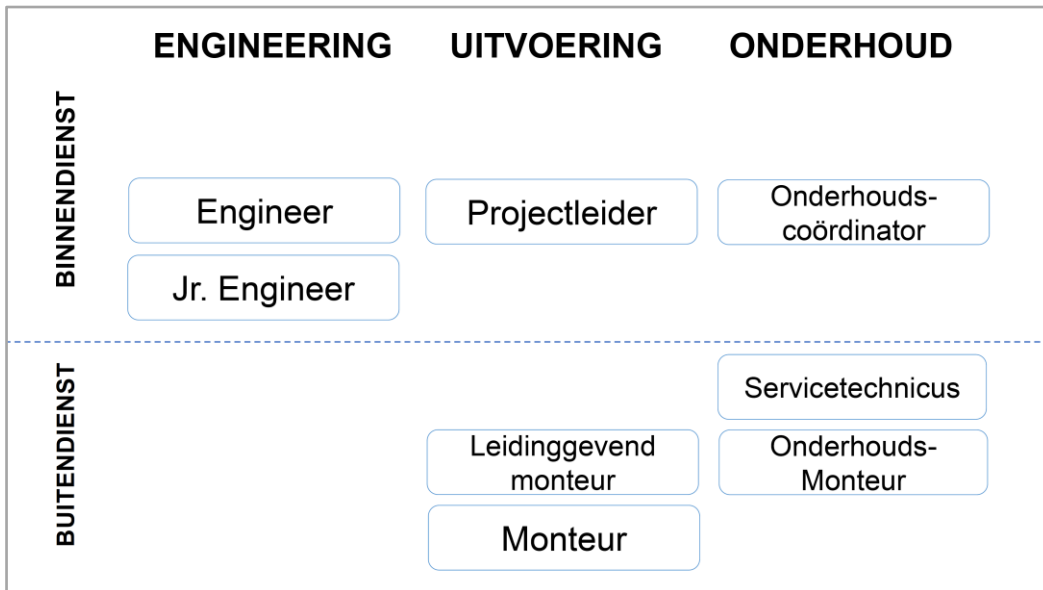 ENGINEERING UITVOERING ONDERHOUD
BINNENDIENST
Engineer
Projectleider
Onderhouds-
coördinator
Jr. Engineer
BUITENDIENST
Servicetechnicus
Leidinggevend
monteur
Onderhouds-
Monteur
Monteur